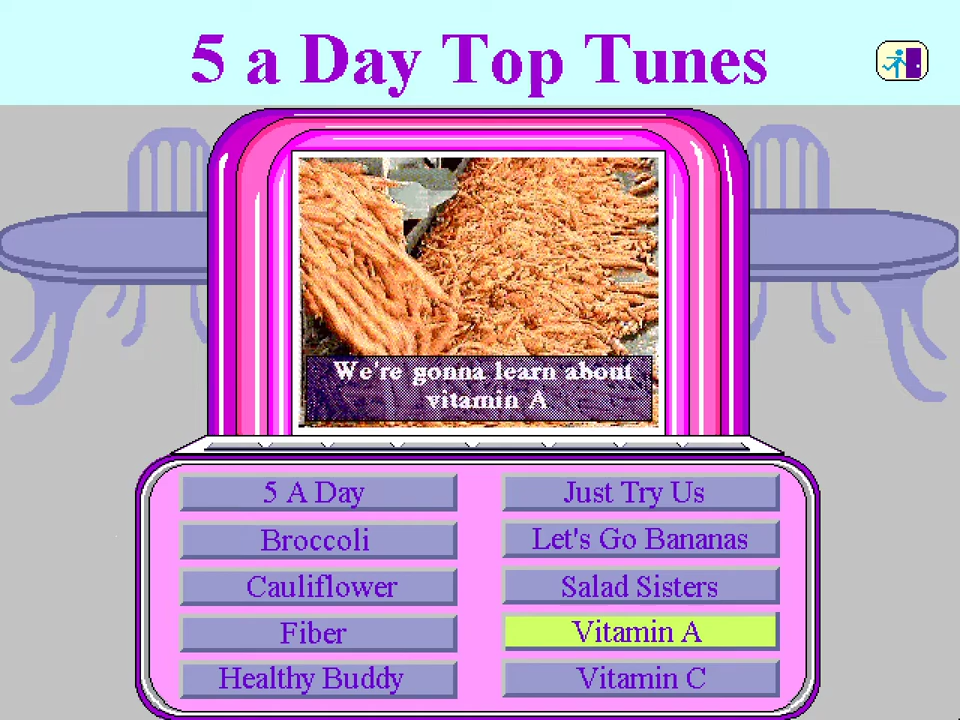 5 a Day Top Tunes
We're gonna learn about
vitamin A
5 A Day
Broccoli
Cauliflower
Fiber
Healthy Buddy
Just Try Us
Let's Go Bananas
Salad Sisters
Vitamin A
Vitamin C